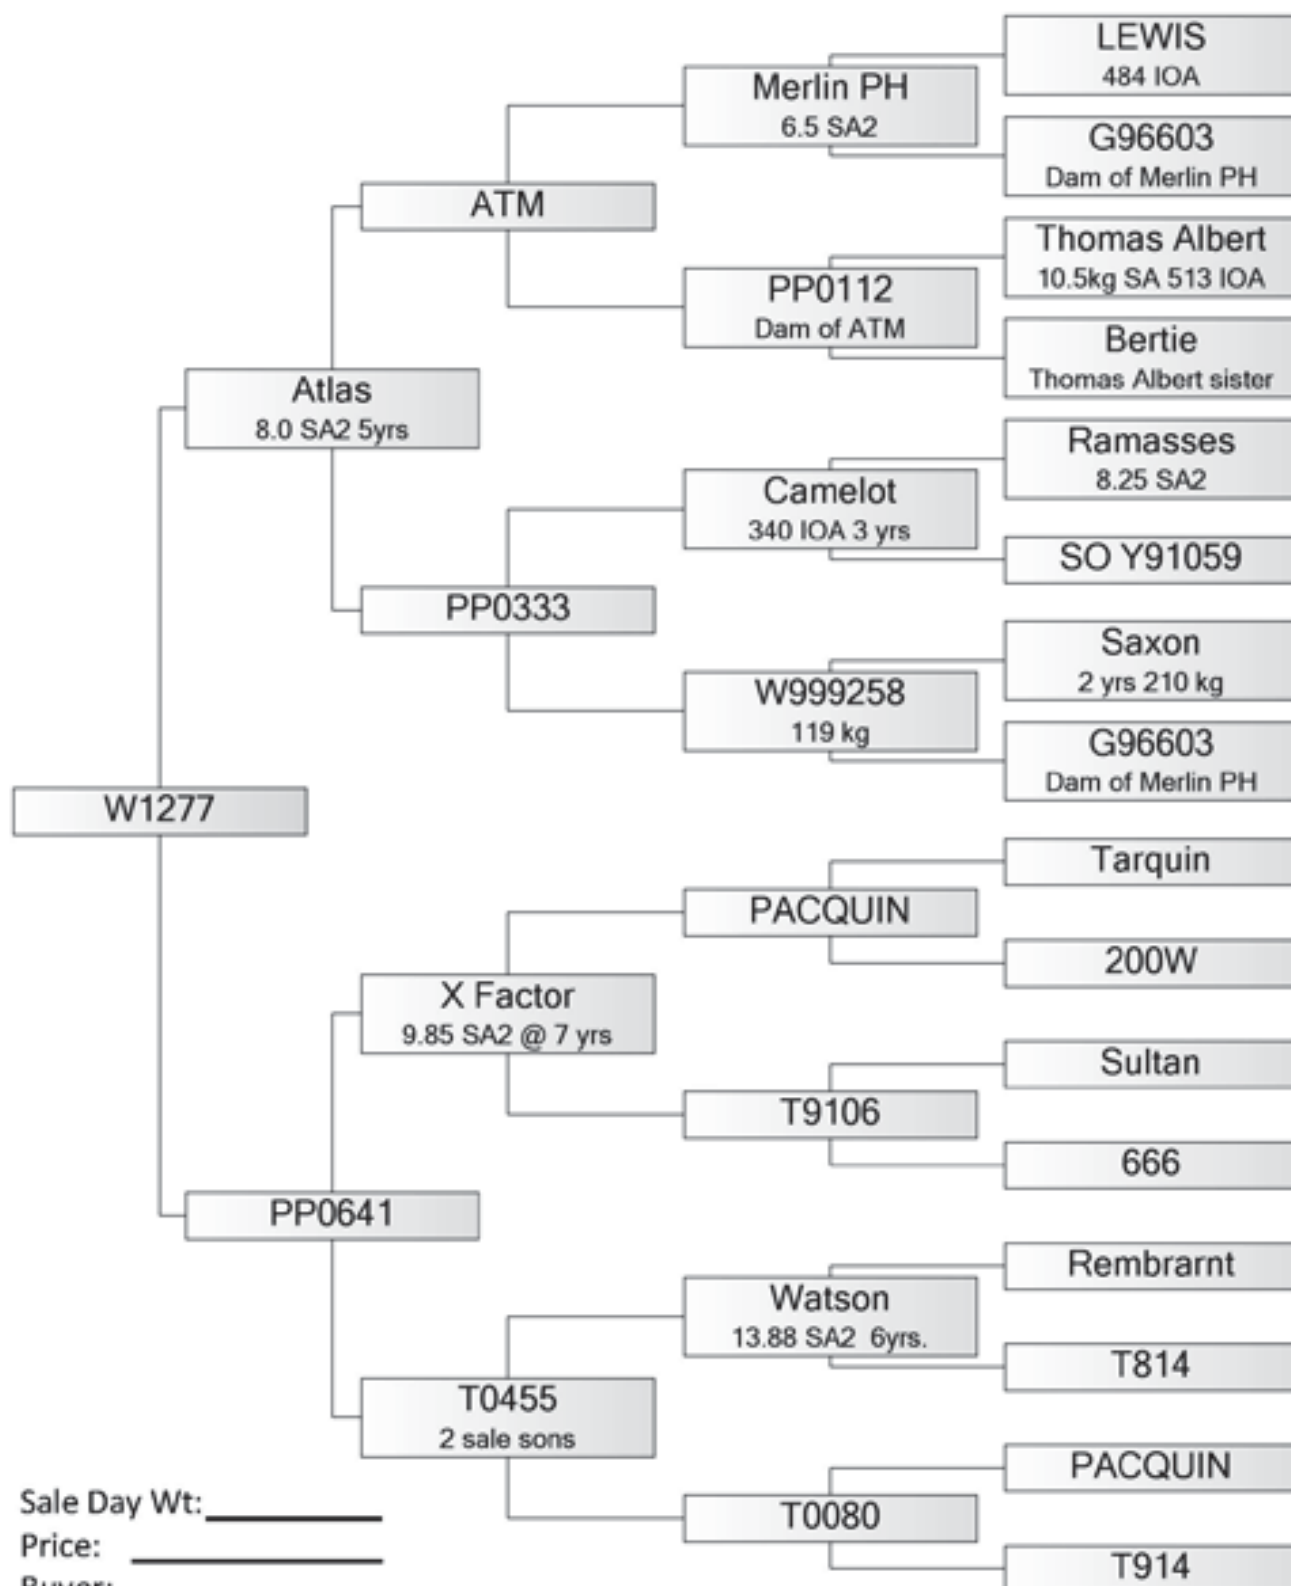 LEWIS
484 IOA
Merlin PH
6.5 SA2
G96603
Dam of Merlin PH
ATM
Thomas Albert
10.5kg SA 513 IOA
PP0112
Dam of ATM
Bertie
Thomas Albert sister
Atlas
8.0 SA2 5yrs
Ramasses
8.25 SA2
Camelot
340 IOA 3 yrs
SO Y91059
PP0333
Saxon
2 yrs 210 kg
W999258
119 kg
G96603
Dam of Merlin PH
W1277
Tarquin
PACQUIN
200W
X Factor
9.85 SA2 @ 7 yrs
Sultan
T9106
666
PP0641
Rembrarnt
Watson
13.88 SA2  6yrs.
T814
T0455
2 sale sons
PACQUIN
T0080
T914
Sale Day Wt:
Price:
Buyer: